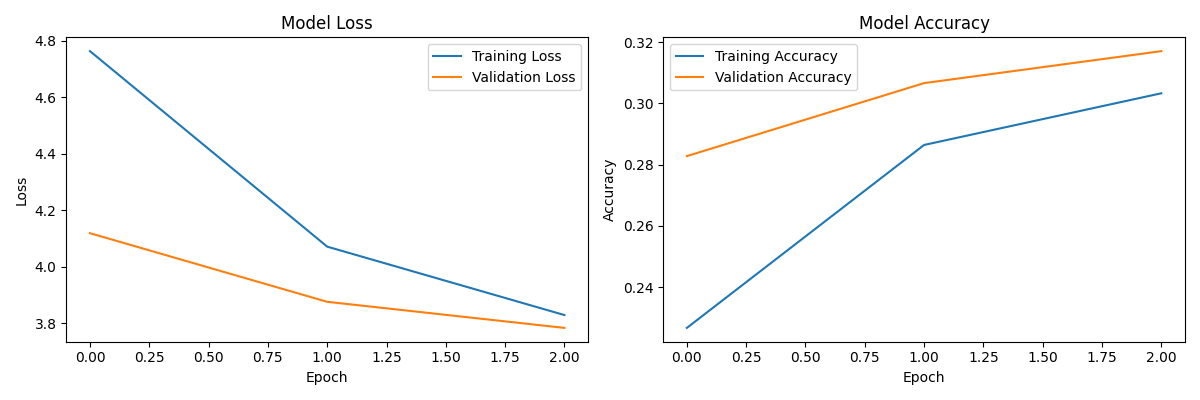 Model Loss
Training Loss
Validation Loss
4.8
4.6
4.4
4.2
4.0
3.8
Loss
0.00 0.25 0.50 0.75 1.00 1.25 1.50 1.75 2.00
Epoch
Model Accuracy
Training Accuracy
Validation Accuracy
0.32
0.30
0.28
0.26
0.24
Accuracy
0.00 0.25 0.50 0.75 1.00 1.25 1.50 1.75 2.00
Epoch